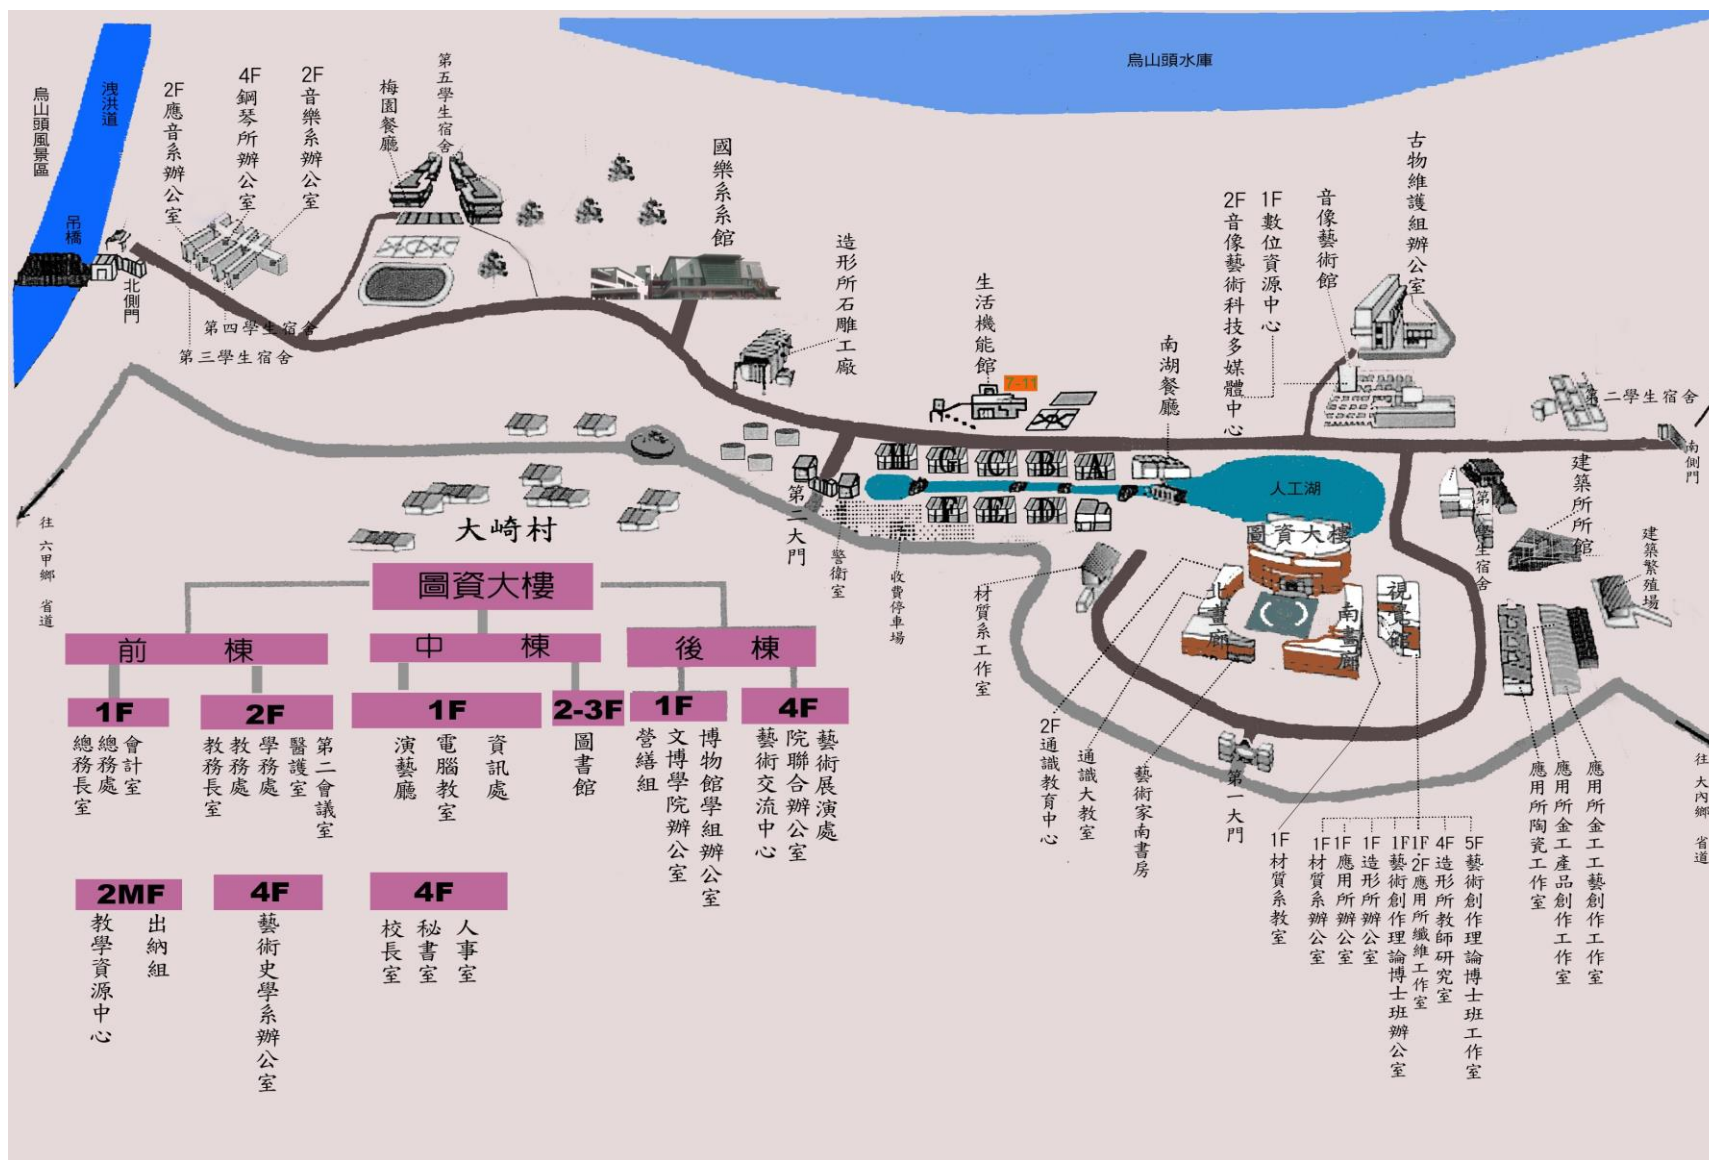 烏山頭水庫
烏山頭風景區
洩洪道
吊橋
北側門
2F應音系辦公室
4F鋼琴所辦公室
2F音樂系辦公室
第四學生宿舍
第三學生宿舍
梅園餐廳
第五學生宿舍
國樂系系館
造形所石雕工廠
生活機能館
7-11
南湖餐廳
2F音像藝術科技多媒體中心
1F數位資源中心
音像藝術館
古物維護組辦公室
第二學生宿舍
南側門
H
G
C
B
A
F
E
D
人工湖
第二大門
警衛室
收費停車場
大崎村
往 六甲鄉 省道
圖資大樓
北畫廊
南畫廊
視覺館
第一學生宿舍
建築所所館
建築繁殖場
材質系工作室
2F通識教育中心
通識大教室
藝術家南書房
第一大門
1F材質系教室
1F材質系辦公室
1F應用所辦公室
1F造形所辦公室
1F藝術創作理論博士班辦公室
1F.2F應用所纖維工作室
4F造形所教師研究室
5F藝術創作理論博士班工作室
應用所陶瓷工作室
應用所金工產品創作工作室
應用所金工工藝創作工作室
往 大內鄉 省道
圖資大樓
前棟
中棟
後棟
1F
總務長室
總務處
會計室
2F
教務長室
教務處
學務處
醫護室
第二會議室
1F
演藝廳
電腦教室
資訊處
2-3F
圖書館
1F
營繕組
文博學院辦公室
博物館學組辦公室
4F
藝術交流中心
院聯合辦公室
藝術展演處
2MF
教學資源中心
出納組
4F
藝術史學系辦公室
4F
校長室
秘書室
人事室